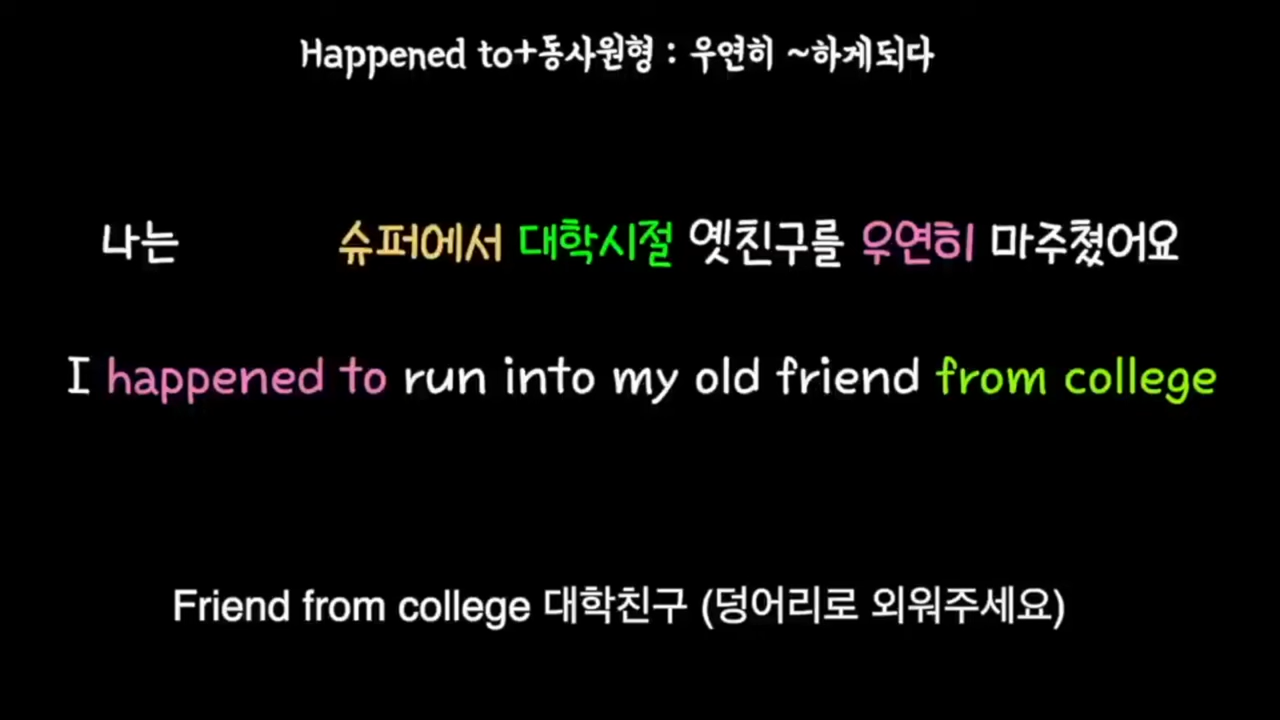 Happened to+동사원형 : 우연히 ~하게되다
나는 슈퍼에서 대학시절 옛친구를 우연히 마주쳤어요
I happened to run into my old friend from college
Friend from college 대학친구 (덩어리로 외워주세요)